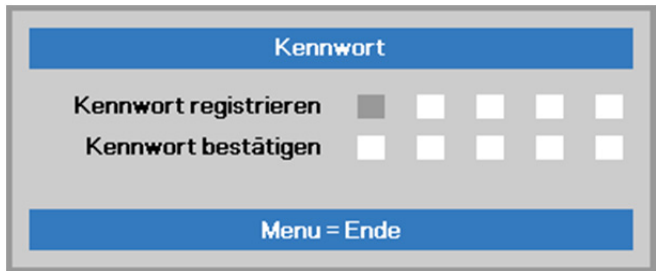 Kennwort
Kennwort registrieren
Kennwort bestätigen
Menu = Ende